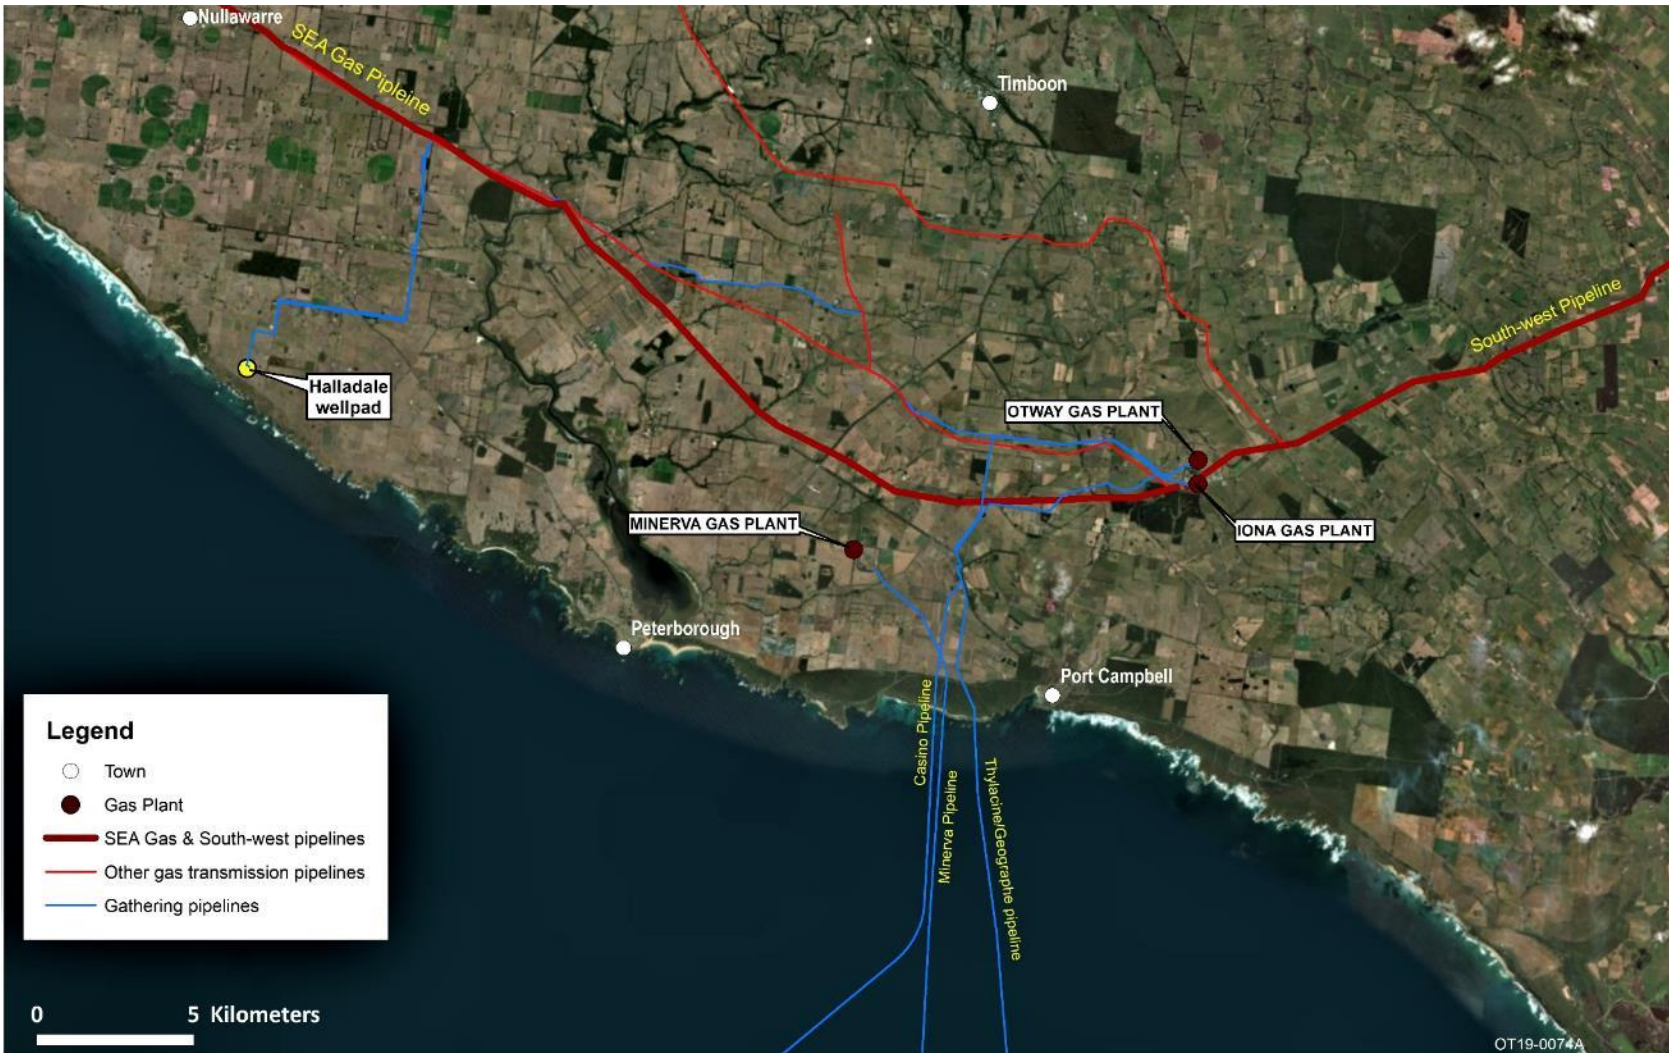 Nullawarre
SEA Gas Pipleine
Timboon
South-west Pipeline
Halladale
wellpad
OTWAY GAS PLANT
MINERVA GAS PLANT
IONA GAS PLANT
Peterborough
Port Campbell
Casino Pipeline
Minerva Pipeline
Thylacine/Geographe pipeline
Legend
Town
Gas Plant
SEA Gas & South-west pipelines
Other gas transmission pipelines
Gathering pipelines
0 5 Kilometers
OT19-0074A